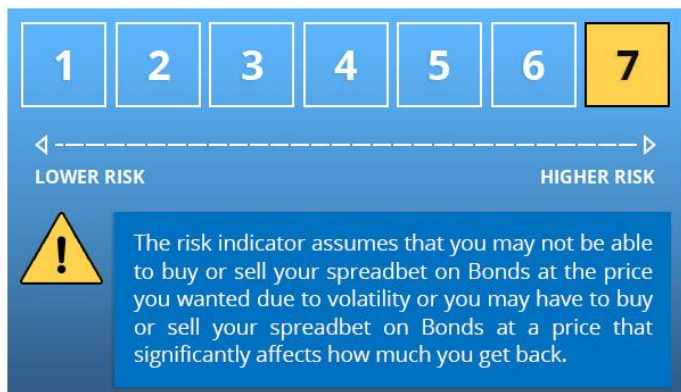 1 2 3 4 5 6 7
LOWER RISK HIGHER RISK
!
The risk indicator assumes that you may not be able
to buy or sell your spreadbet on Bonds at the price
you wanted due to volatility or you may have to buy
or sell your spreadbet on Bonds at a price that
significantly affects how much you get back.